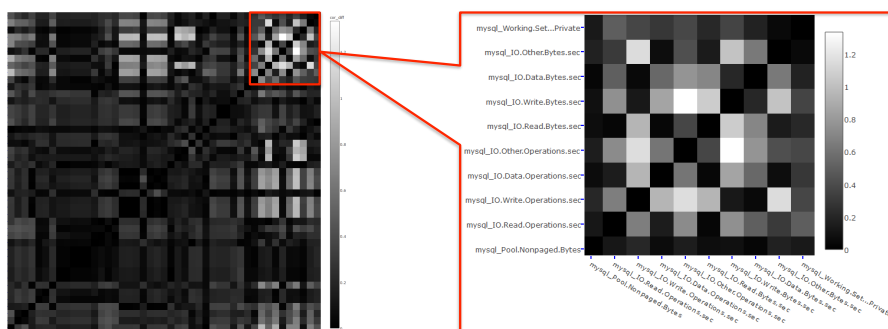 cor_diff
1
mysql_Working.Set...Private
mysql_IO.Other.Bytes.sec
mysql_IO.Data.Bytes.sec
mysql_IO.Write.Bytes.sec
mysql_IO.Read.Bytes.sec
mysql_IO.Other.Operations.sec
mysql_IO.Data.Operations.sec
mysql_IO.Write.Operations.sec
mysql_IO.Read.Operations.sec
mysql_Pool.Nonpaged.Bytes
1.2
1
0.8
0.6
0.4
0.2
0
mysql_Pool.Nonpaged.Bytes
mysql_IO.Read.Operations.sec
mysql_IO.Write.Operations.sec
mysql_IO.Data.Operations.sec
mysql_IO.Other.Operations.sec
mysql_IO.Read.Bytes.sec
mysql_IO.Write.Bytes.sec
mysql_IO.Data.Bytes.sec
mysql_IO.Other.Bytes.sec
mysql_Working.Set...Privat